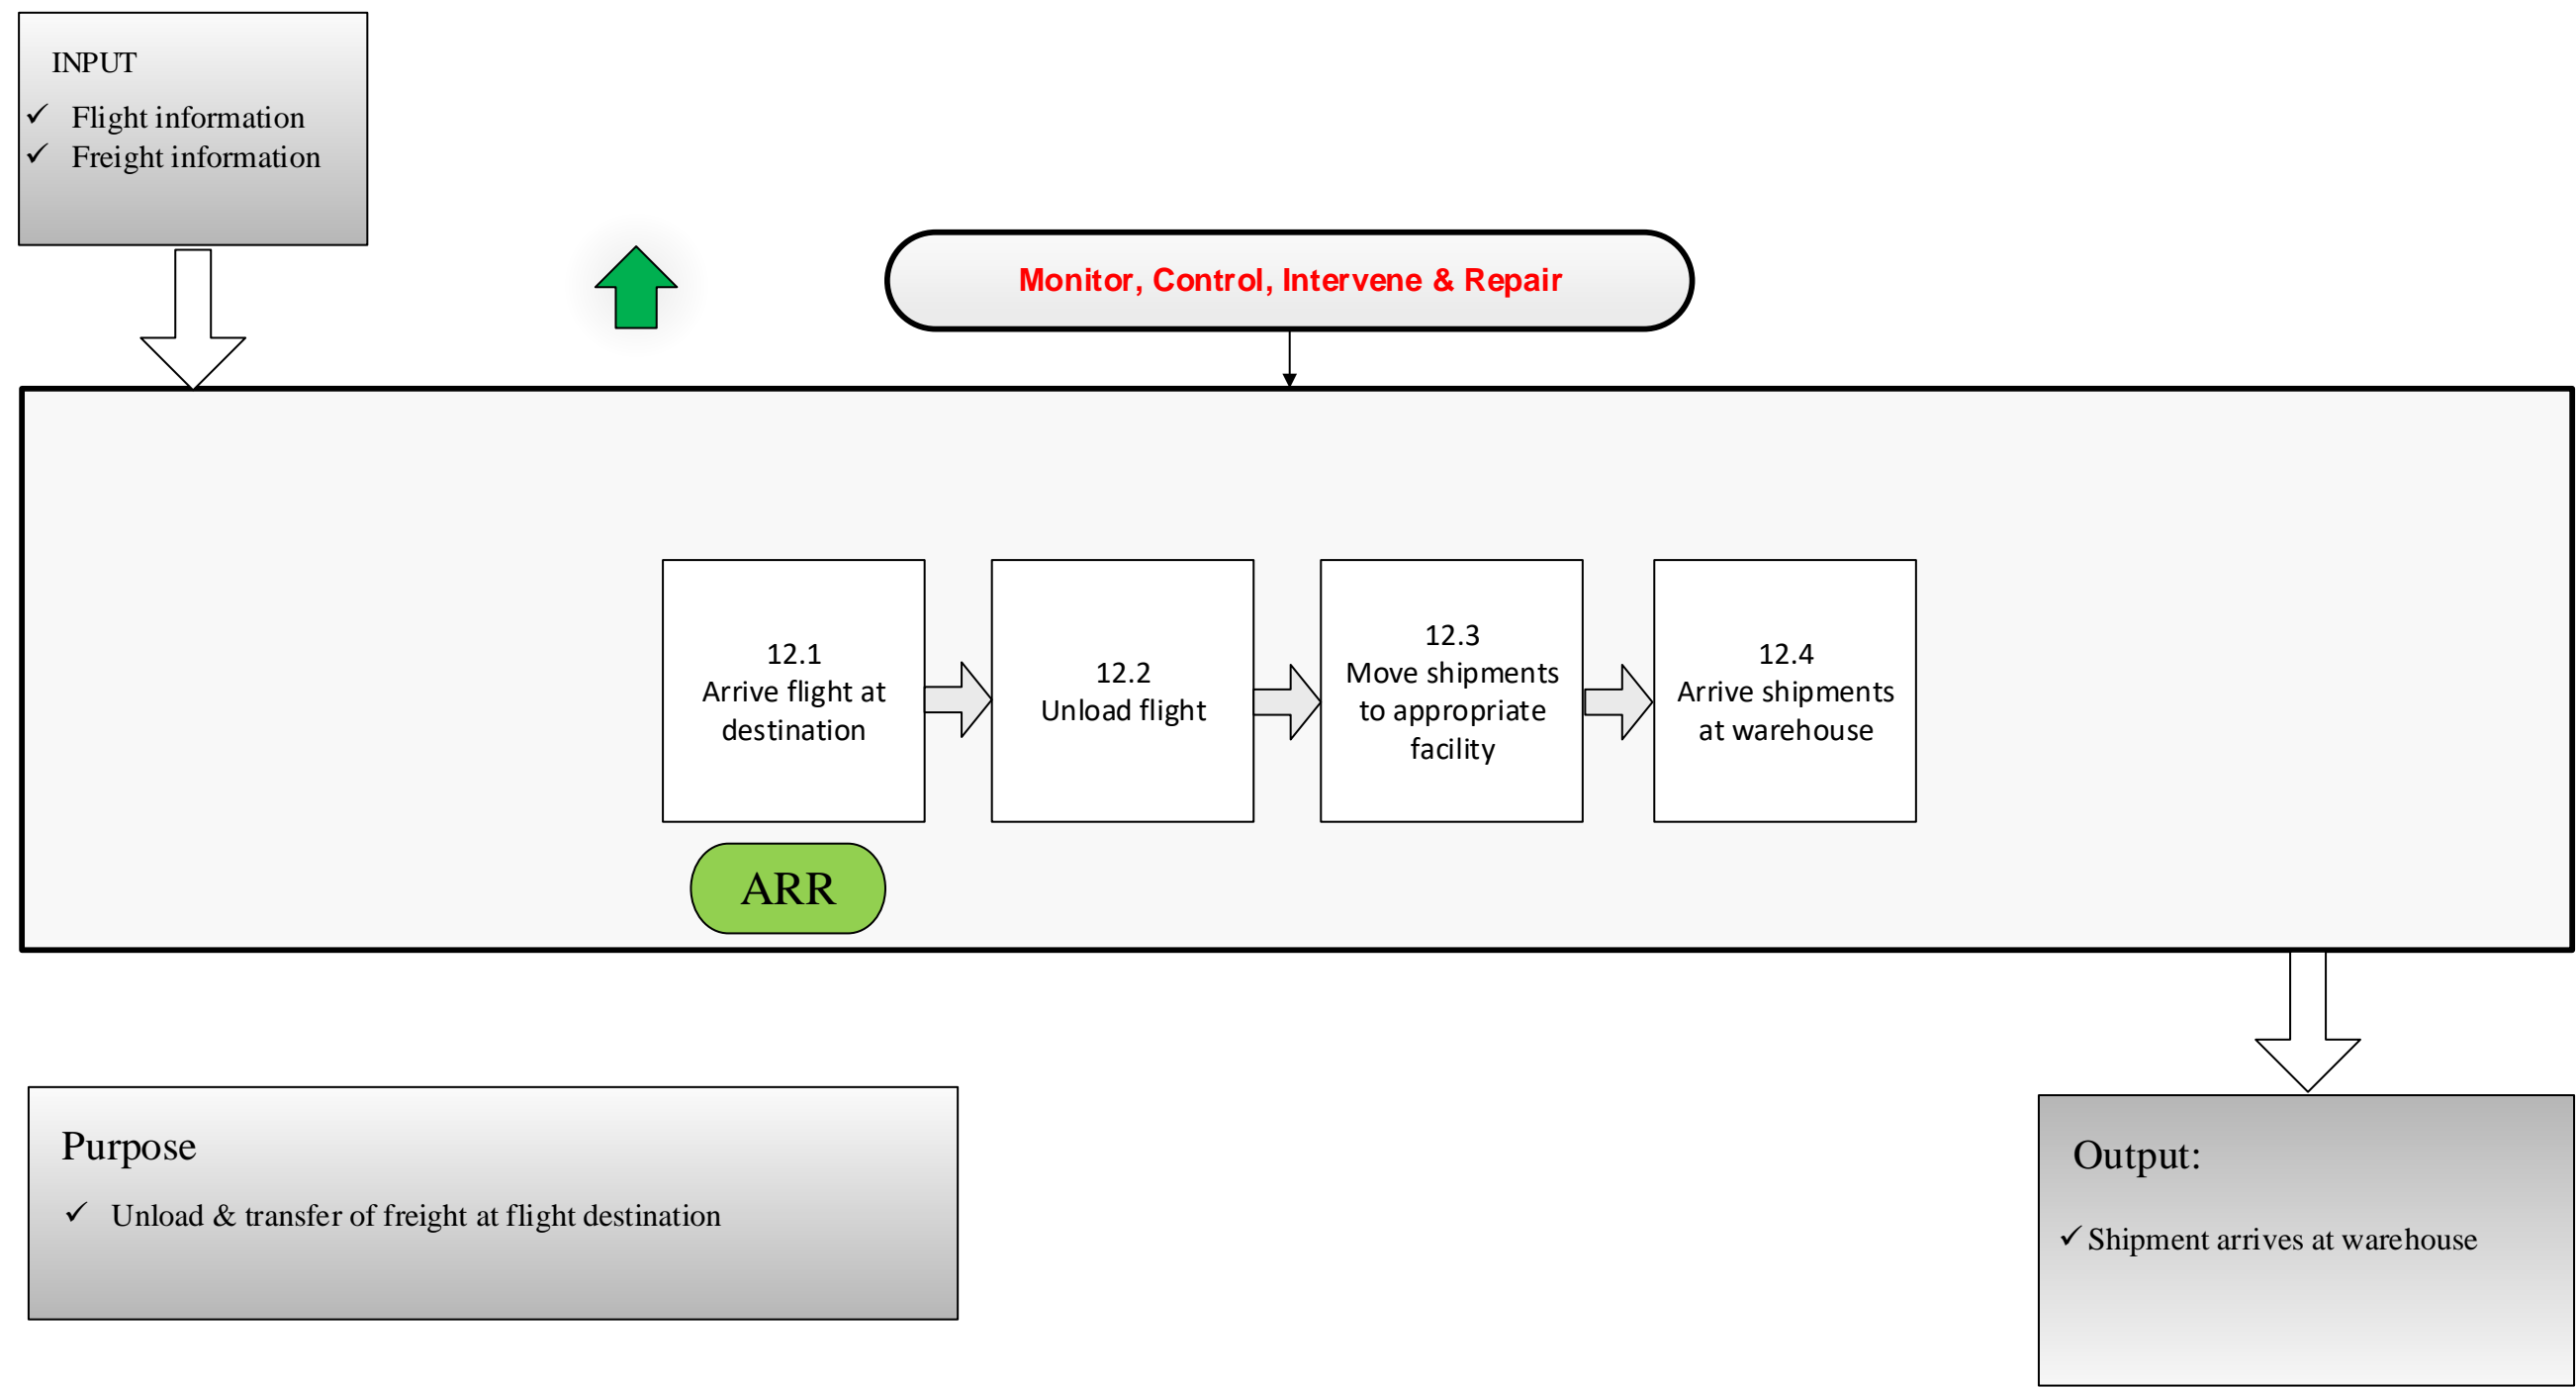 INPUT
✓ Flight information
✓ Freight information
Monitor, Control, Intervene & Repair
12.1
Arrive flight at
destination
12.2
Unload flight
12.3
Move shipments
to appropriate
facility
12.4
Arrive shipments
at warehouse
ARR
Purpose
✓ Unload & transfer of freight at flight destination
Output:
✓ Shipment arrives at warehouse